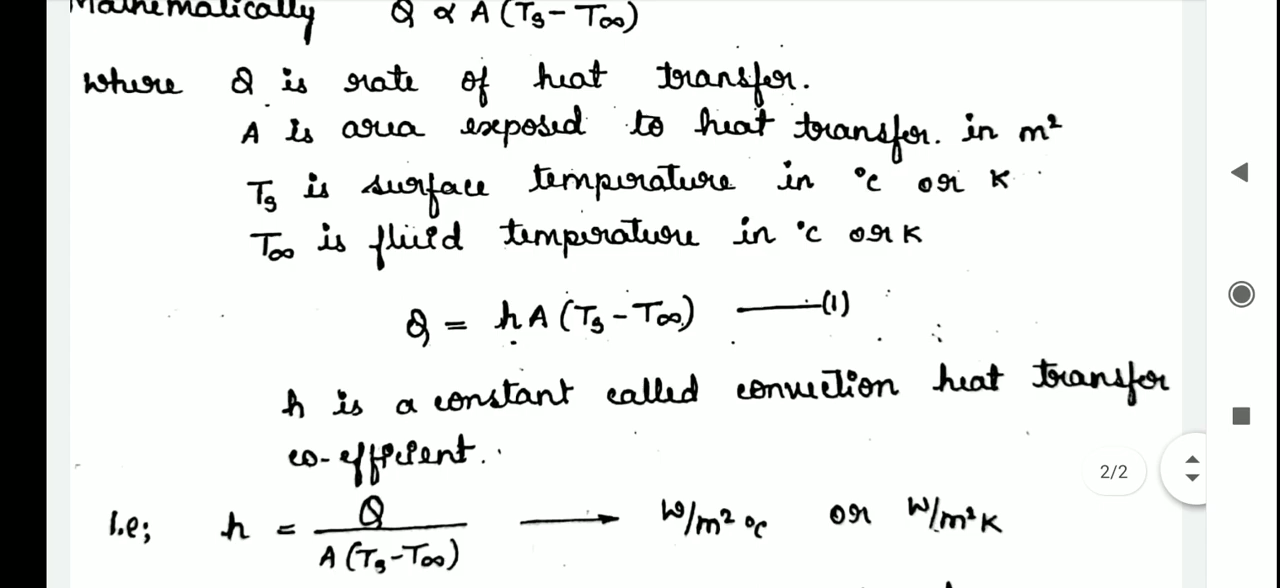 Mathematically Q ∝ A (Ts - T∞)
where Q is rate of heat transfer.
A is area exposed to heat transfer. in m²
Ts is surface temperature in °C or K
T∞ is fluid temperature in °C or K
Q = h A (Ts - T∞) ——(1)
h is a constant called convection heat transfer
co-efficient.
i.e; h = Q / A (Ts - T∞) ⟶ W/m² °C or W/m² K
2/2